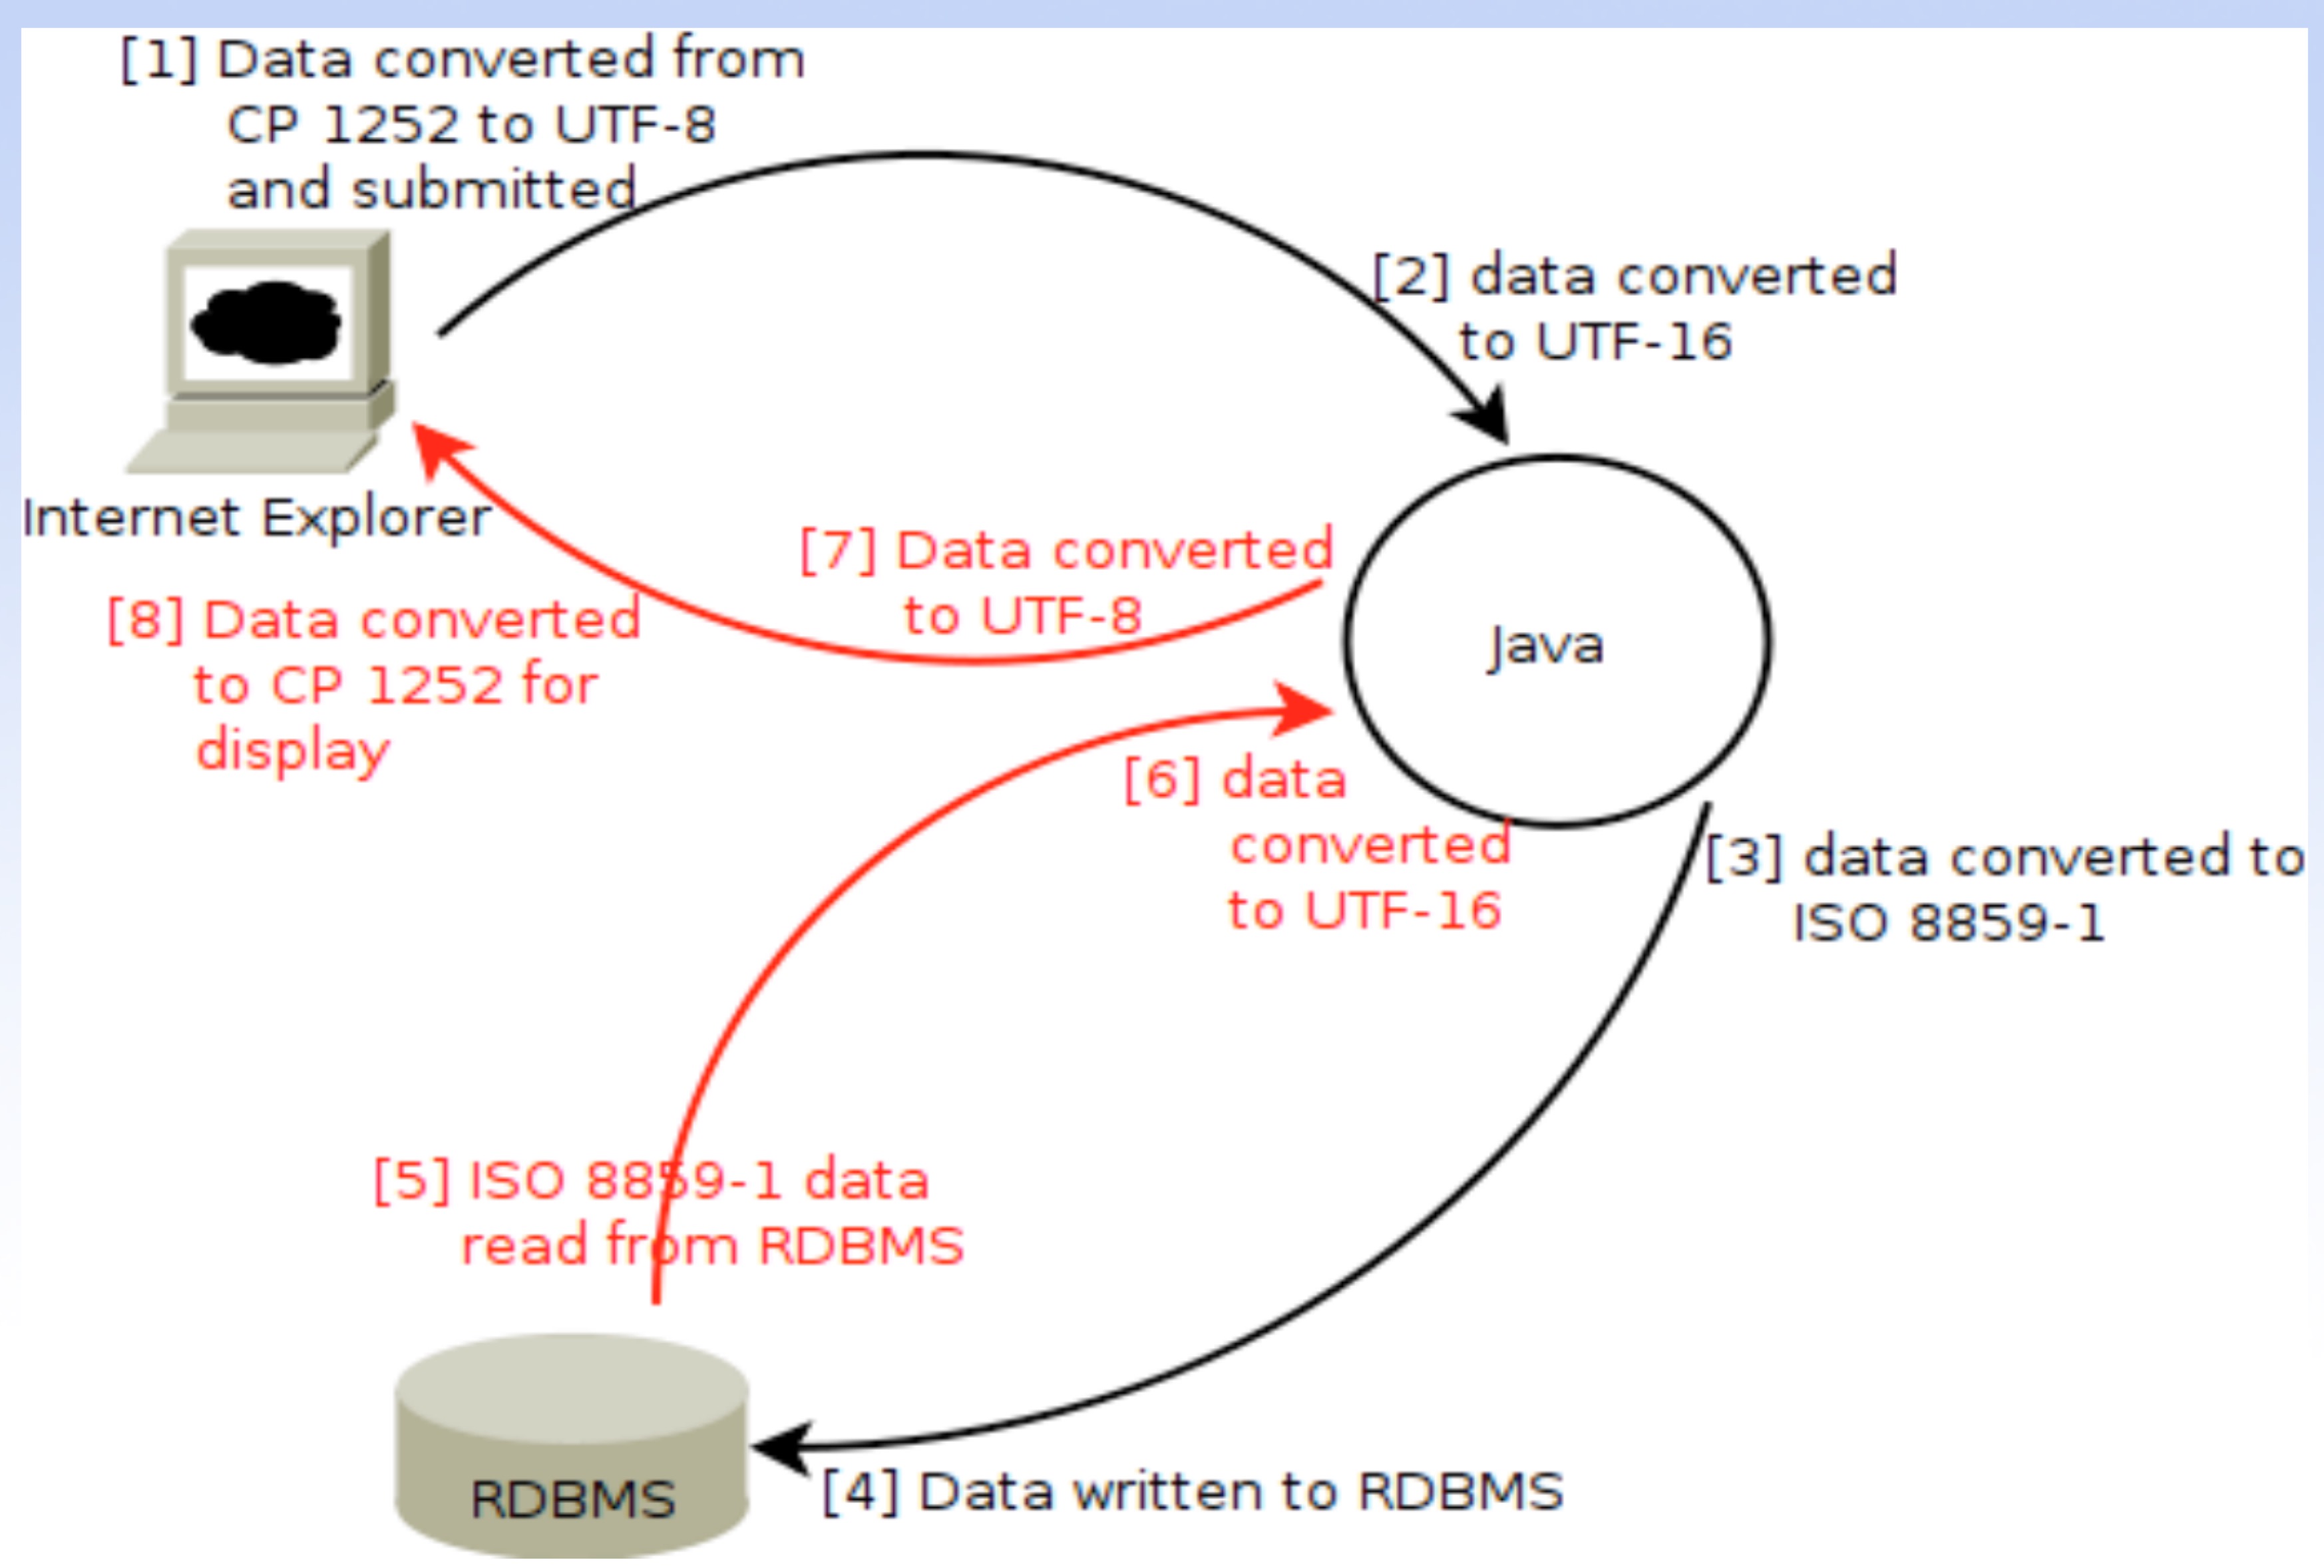 [1] Data converted from
CP 1252 to UTF-8
and submitted
[2] data converted
to UTF-16
Internet Explorer
[7] Data converted
to UTF-8
[8] Data converted
to CP 1252 for
display
Java
[6] data
converted
to UTF-16
[3] data converted to
ISO 8859-1
[5] ISO 8859-1 data
read from RDBMS
RDBMS
[4] Data written to RDBMS